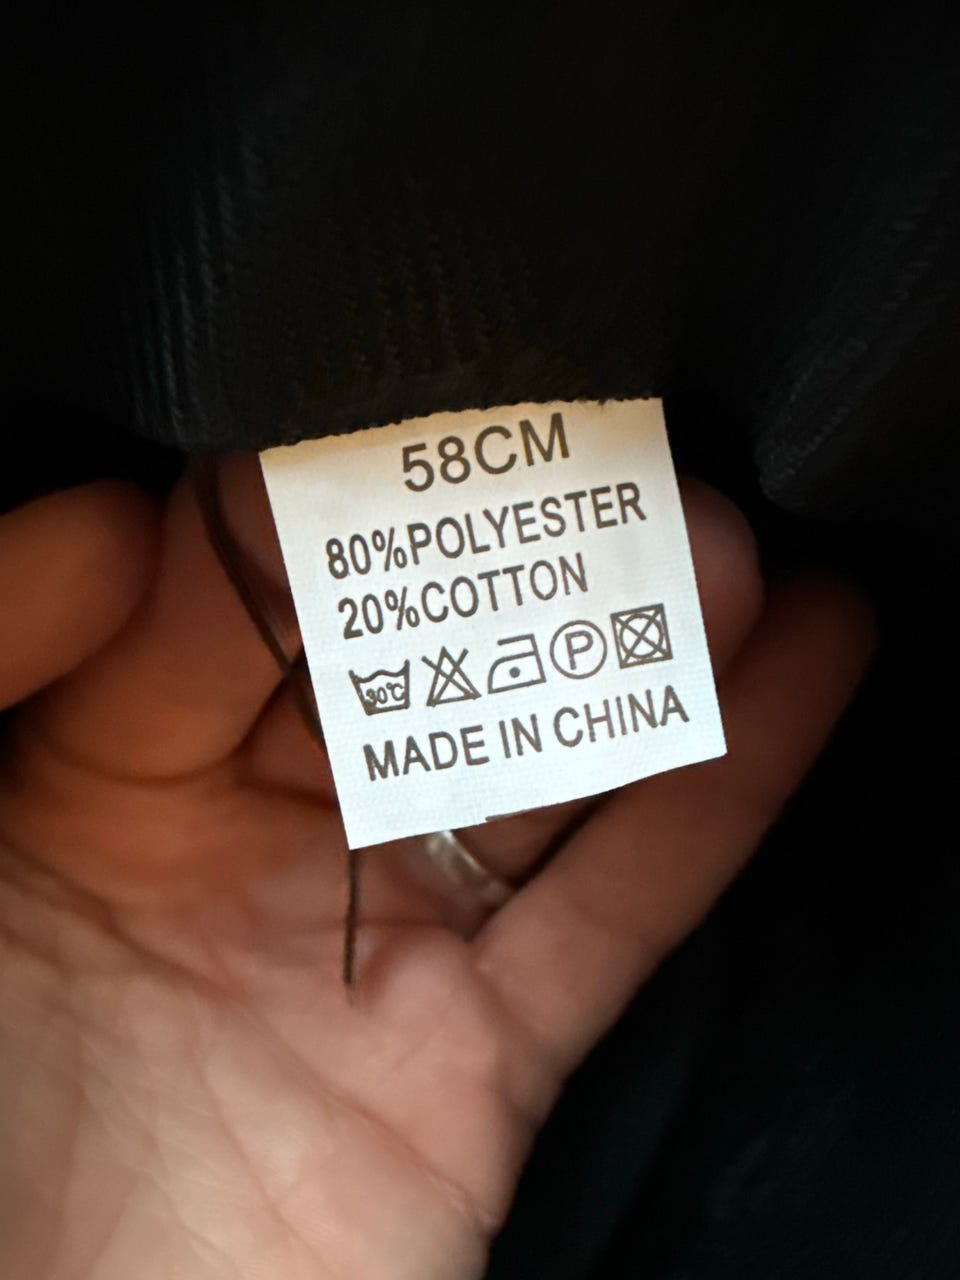 58CM
80%POLYESTER
20%COTTON
30°C P
MADE IN CHINA